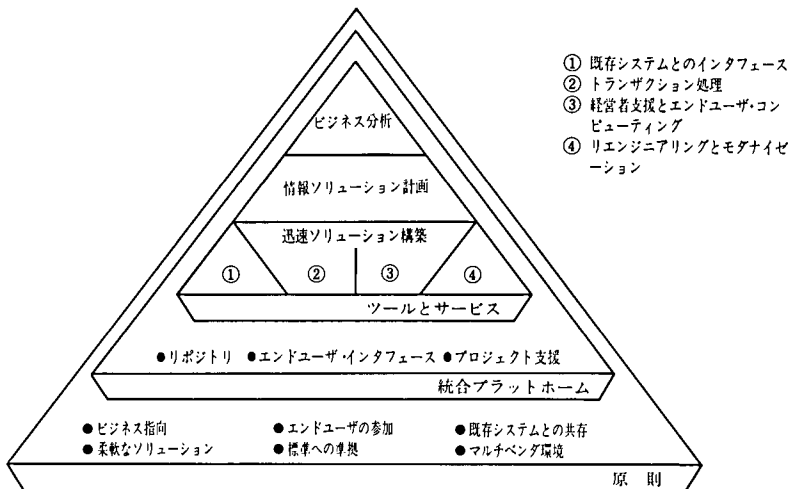 ① 既存システムとのインタフェース
② トランザクション処理
③ 経営者支援とエンドユーザ・コン
ピューティング
④ リエンジニアリングとモダナイゼ
ーション
ビジネス分析
情報ソリューション計画
迅速ソリューション構築
① ② ③ ④
ツールとサービス
●リポジトリ ●エンドユーザ・インタフェース ●プロジェクト支援
統合プラットホーム
●ビジネス指向 ●エンドユーザの参加 ●既存システムとの共存
●柔軟なソリューション ●標準への準拠 ●マルチベンダ環境
原 則